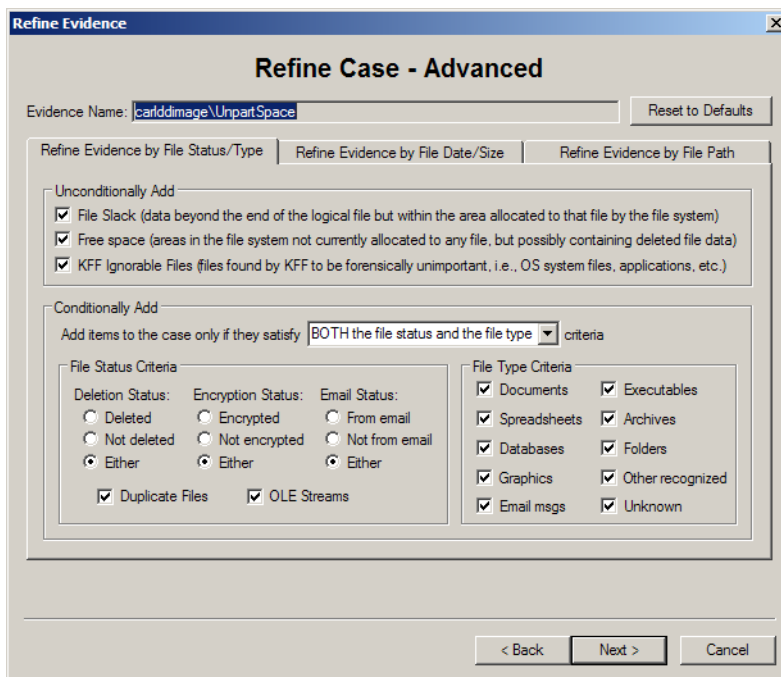 Refine Evidence
Refine Case - Advanced
Evidence Name: carlddimage\UnpartSpace
Reset to Defaults
Refine Evidence by File Status/Type Refine Evidence by File Date/Size Refine Evidence by File Path
Unconditionally Add
File Slack (data beyond the end of the logical file but within the area allocated to that file by the file system)
Free space (areas in the file system not currently allocated to any file, but possibly containing deleted file data)
KFF Ignorable Files (files found by KFF to be forensically unimportant, i.e., OS system files, applications, etc.)
Conditionally Add
Add items to the case only if they satisfy BOTH the file status and the file type criteria
File Status Criteria
Deletion Status: Encryption Status: Email Status:
Deleted Encrypted From email
Not deleted Not encrypted Not from email
Either Either Either
Duplicate Files OLE Streams
File Type Criteria
Documents Executables
Spreadsheets Archives
Databases Folders
Graphics Other recognized
Email msgs Unknown
< Back Next > Cancel